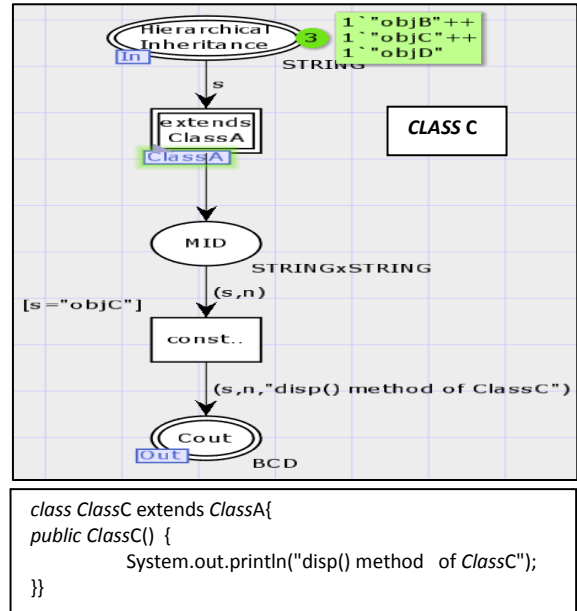 Hierarchical
Inheritance
In
3
1`"objB"++
1`"objC"++
1`"objD"
STRING
s
extends
ClassA
ClassA
CLASS C
MID
STRINGxSTRING
(s,n)
[s="objC"]
const..
(s,n,"disp() method of ClassC")
Cout
Out
BCD
class ClassC extends ClassA{
public ClassC() {
System.out.println("disp() method of ClassC");
}}